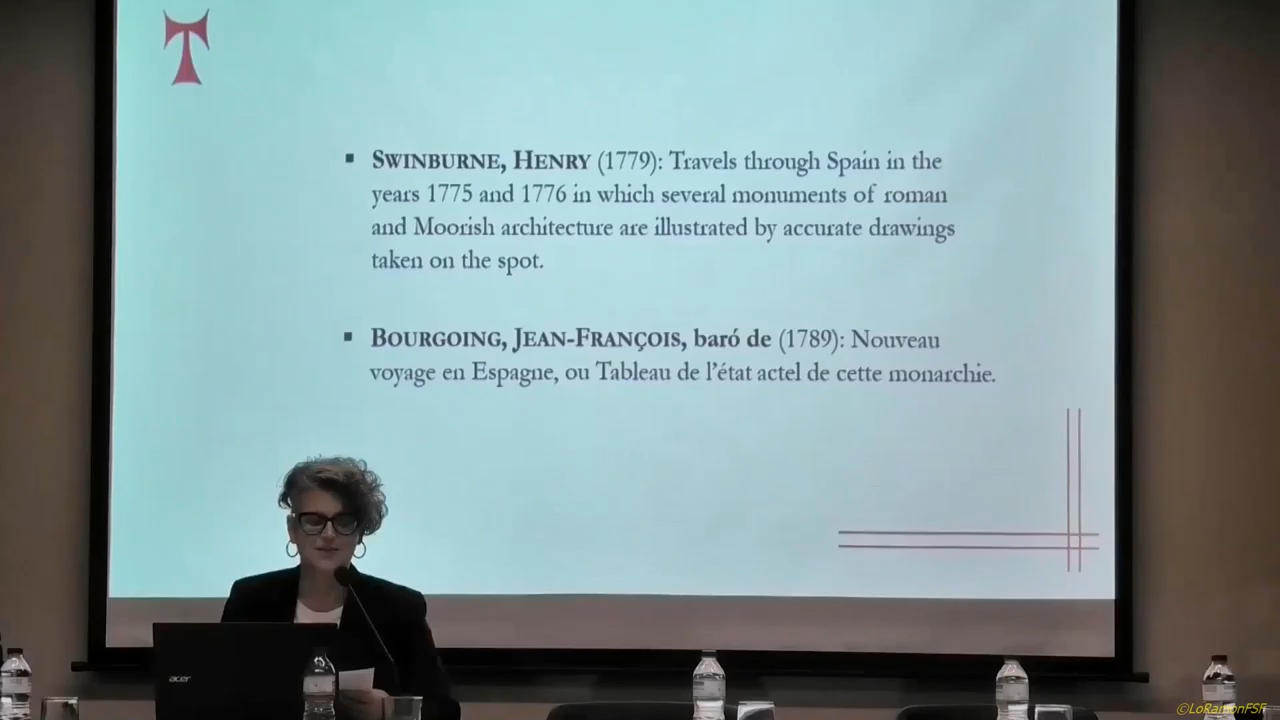 ▪ SWINBURNE, HENRY (1779): Travels through Spain in the
years 1775 and 1776 in which several monuments of roman
and Moorish architecture are illustrated by accurate drawings
taken on the spot.
▪ BOURGOING, JEAN-FRANÇOIS, baró de (1789): Nouveau
voyage en Espagne, ou Tableau de l'état actel de cette monarchie.
acer
©LoRamonFSF